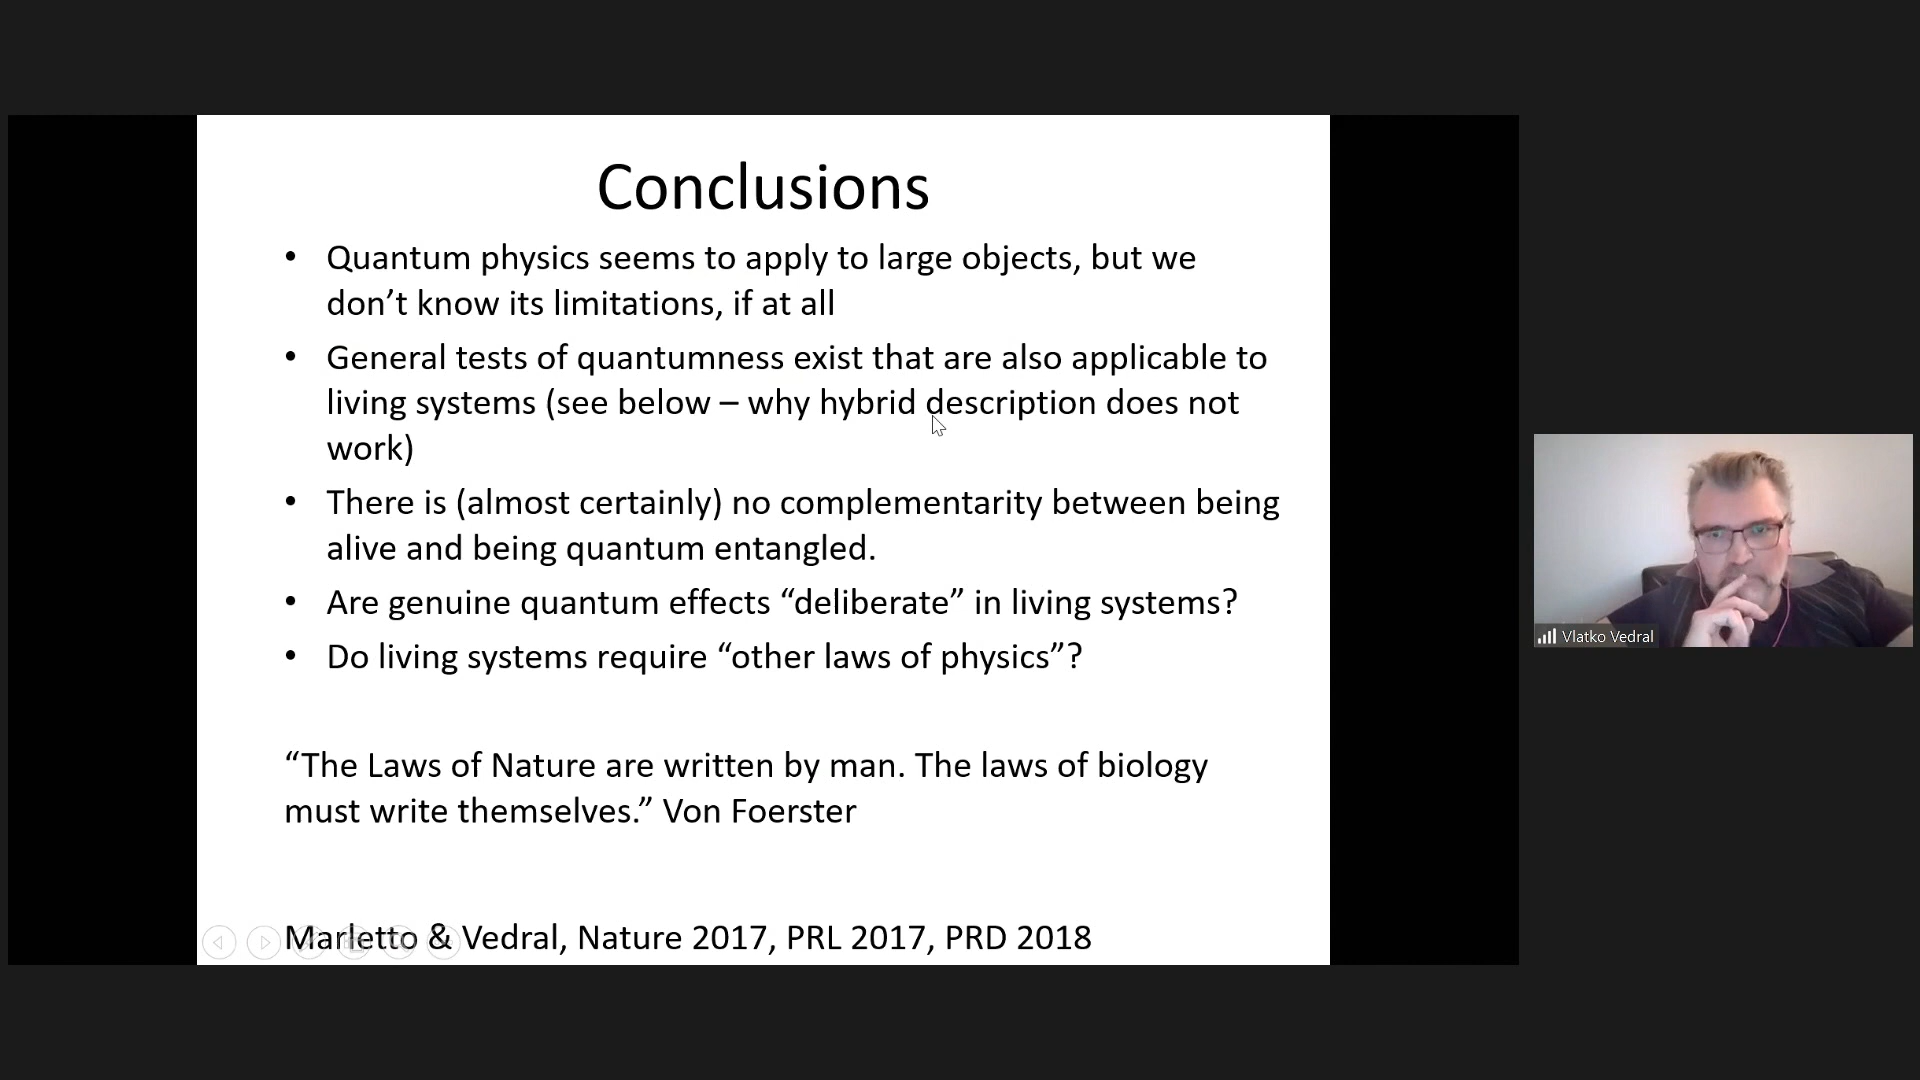 Conclusions
• Quantum physics seems to apply to large objects, but we
don’t know its limitations, if at all
• General tests of quantumness exist that are also applicable to
living systems (see below – why hybrid description does not
work)
• There is (almost certainly) no complementarity between being
alive and being quantum entangled.
• Are genuine quantum effects “deliberate” in living systems?
• Do living systems require “other laws of physics”?
“The Laws of Nature are written by man. The laws of biology
must write themselves.” Von Foerster
Marletto & Vedral, Nature 2017, PRL 2017, PRD 2018
Vlatko Vedral